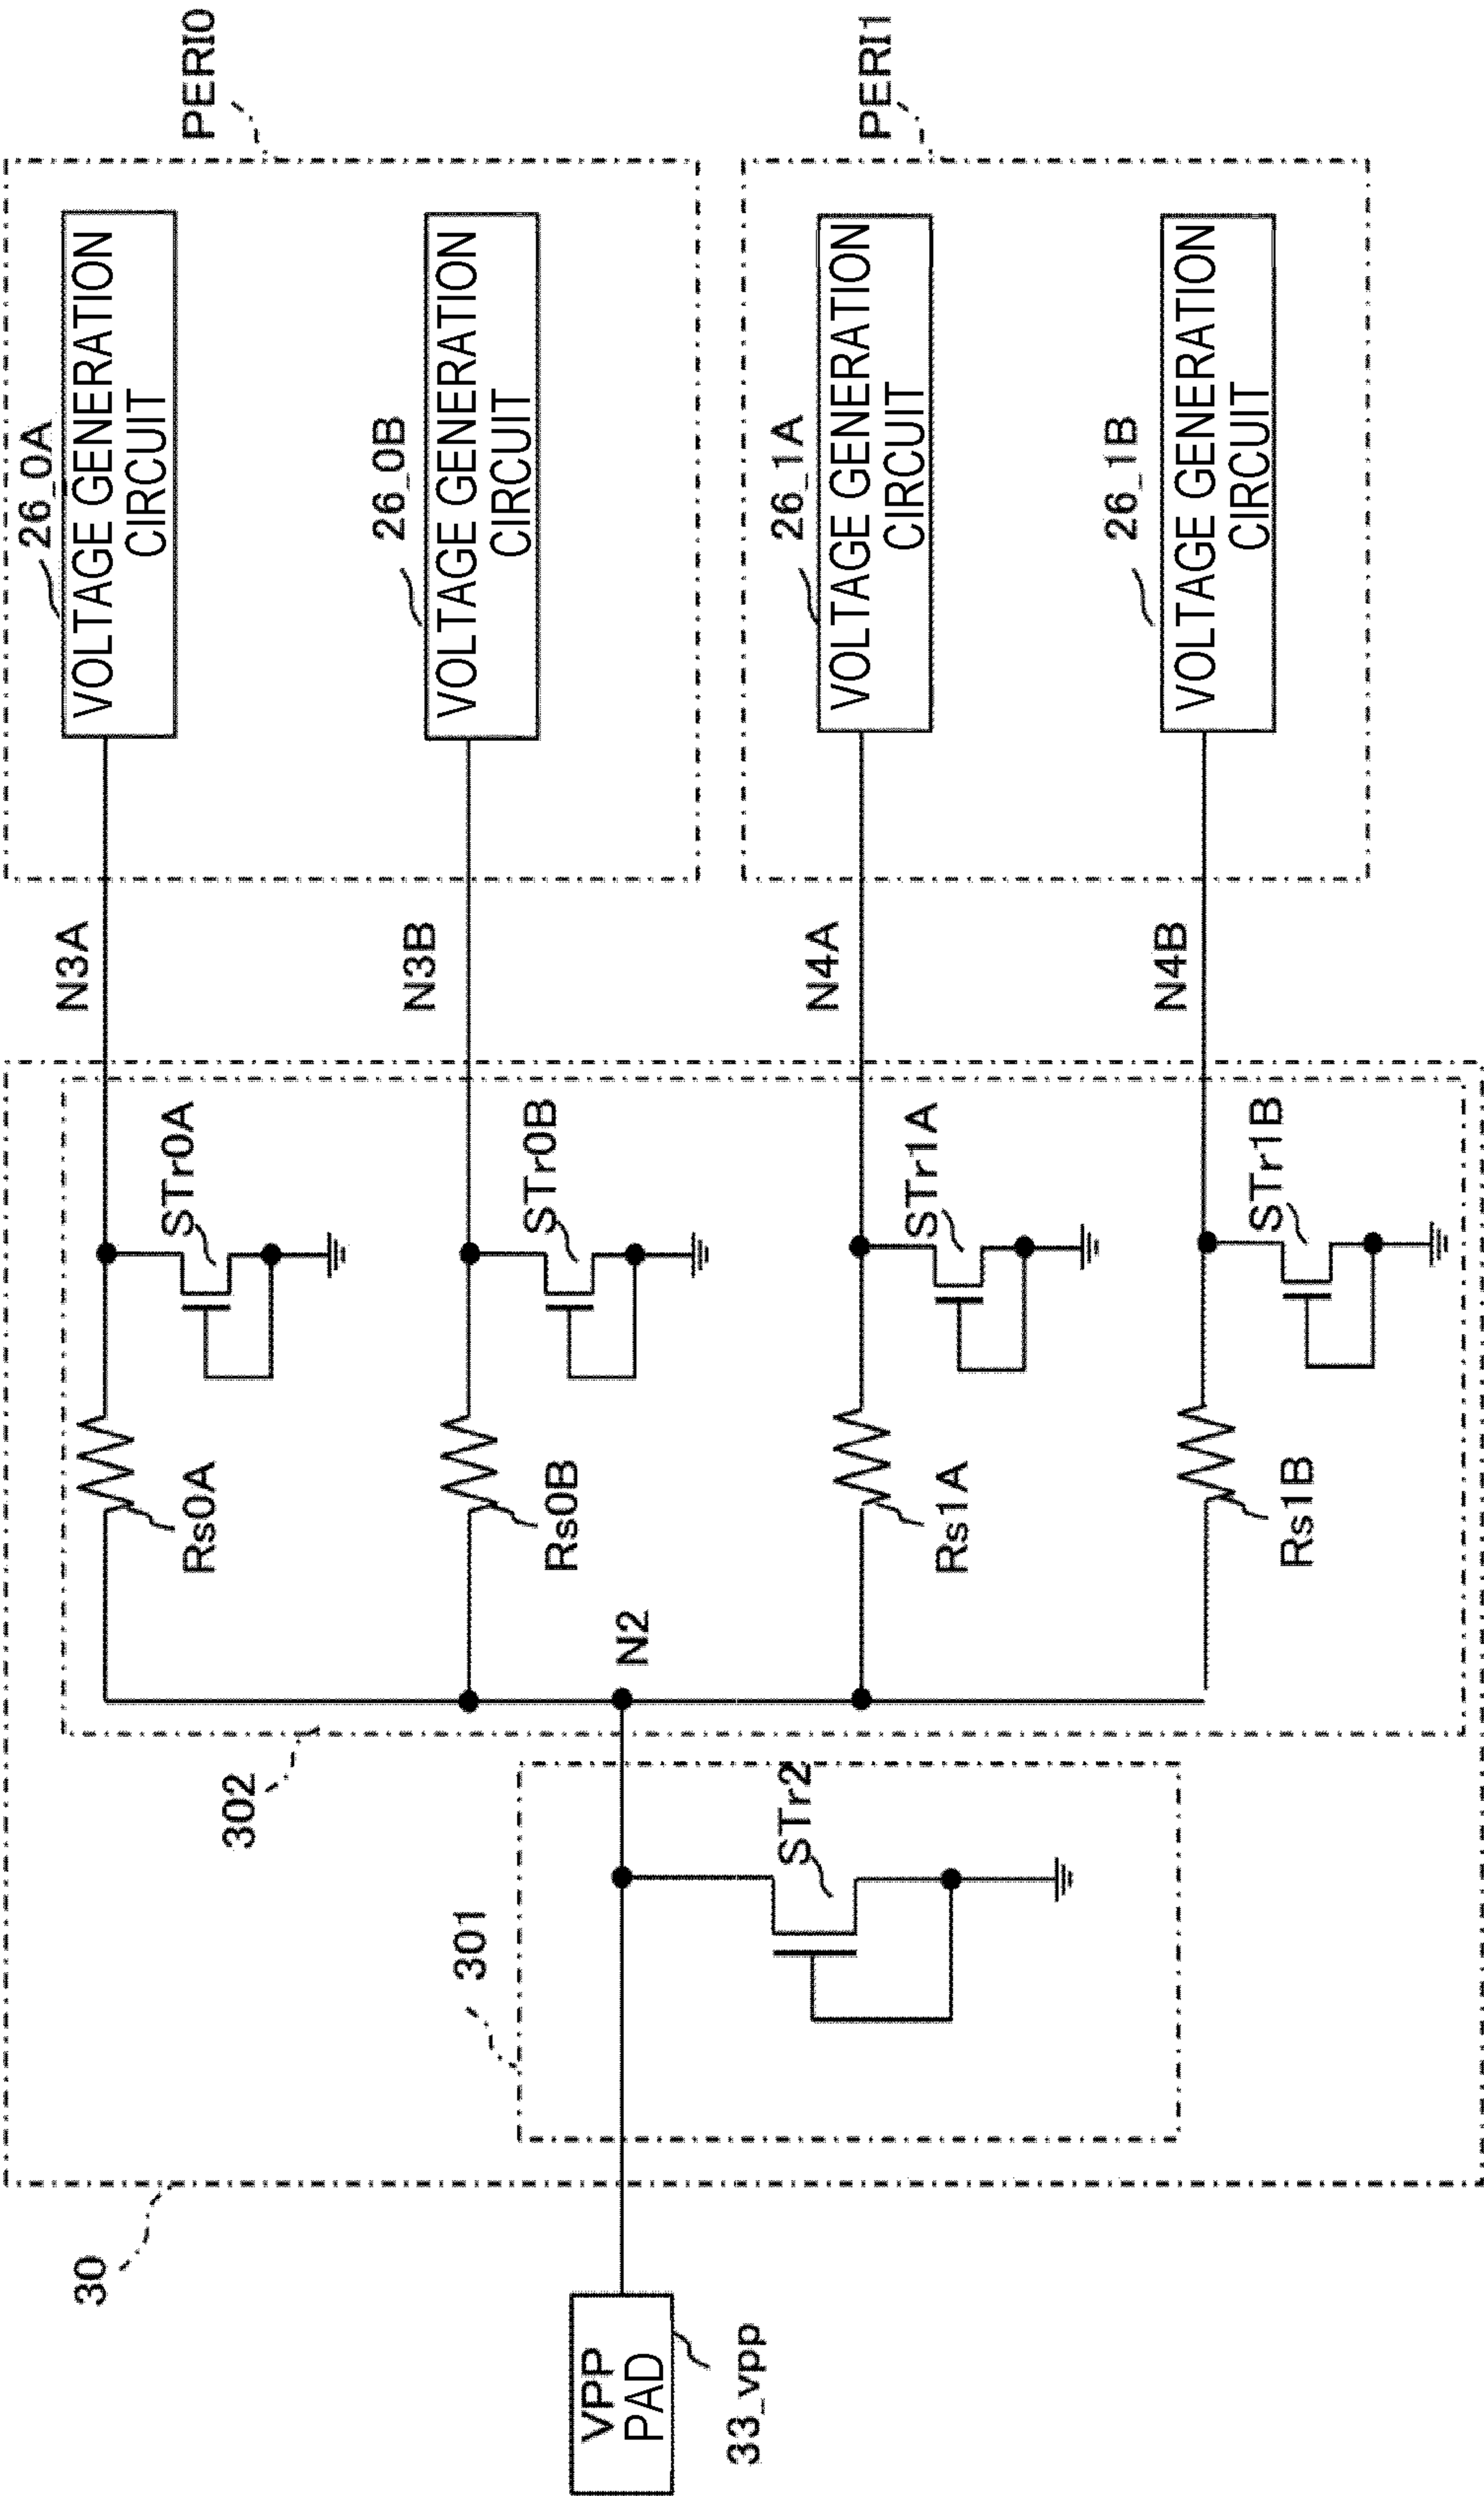 PERI0
PERI1
26_0A
VOLTAGE GENERATION
CIRCUIT
26_0B
VOLTAGE GENERATION
CIRCUIT
26_1A
VOLTAGE GENERATION
CIRCUIT
26_1B
VOLTAGE GENERATION
CIRCUIT
N3A
N3B
N4A
N4B
STr0A
STr0B
STr1A
STr1B
Rs0A
Rs0B
Rs1A
Rs1B
N2
302
STr2
301
30
VPP
PAD
33_vpp